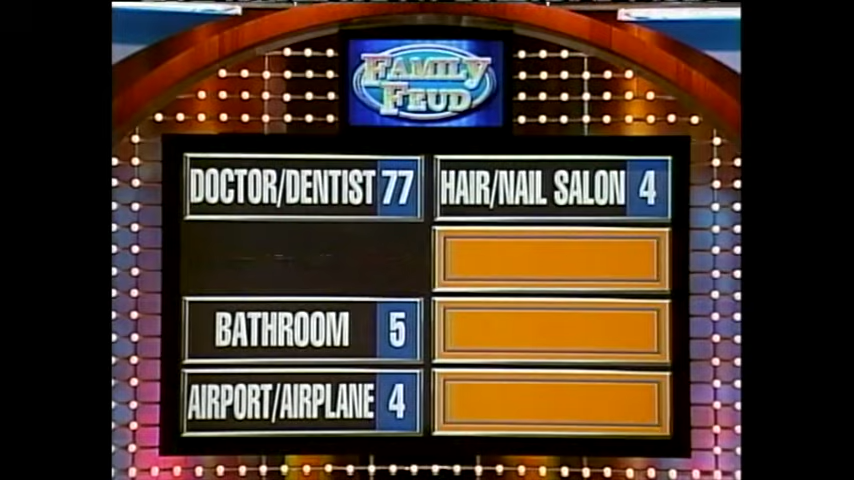 FAMILY
FEUD
DOCTOR/DENTIST 77
BATHROOM 5
AIRPORT/AIRPLANE 4
HAIR/NAIL SALON 4